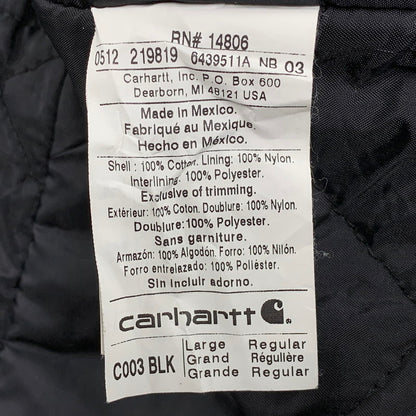 RN# 14806
0512 219819 6439511A NB 03
Carhartt, Inc. P.O. Box 600
Dearborn, MI 48121 USA
Made in Mexico.
Fabriqué au Mexique.
Hecho en México.
Shell : 100% Cotton. Lining: 100% Nylon.
Interlining: 100% Polyester.
Exclusive of trimming.
Extérieur: 100% Coton. Doublure: 100% Nylon.
Doublure: 100% Polyester.
Sans garniture.
Armazón: 100% Algodón. Forro: 100% Nilón.
Forro entrelazado: 100% Poliéster.
Sin incluir adorno.
carhartt
C003 BLK
Large Regular
Grand Régulière
Grande Regular